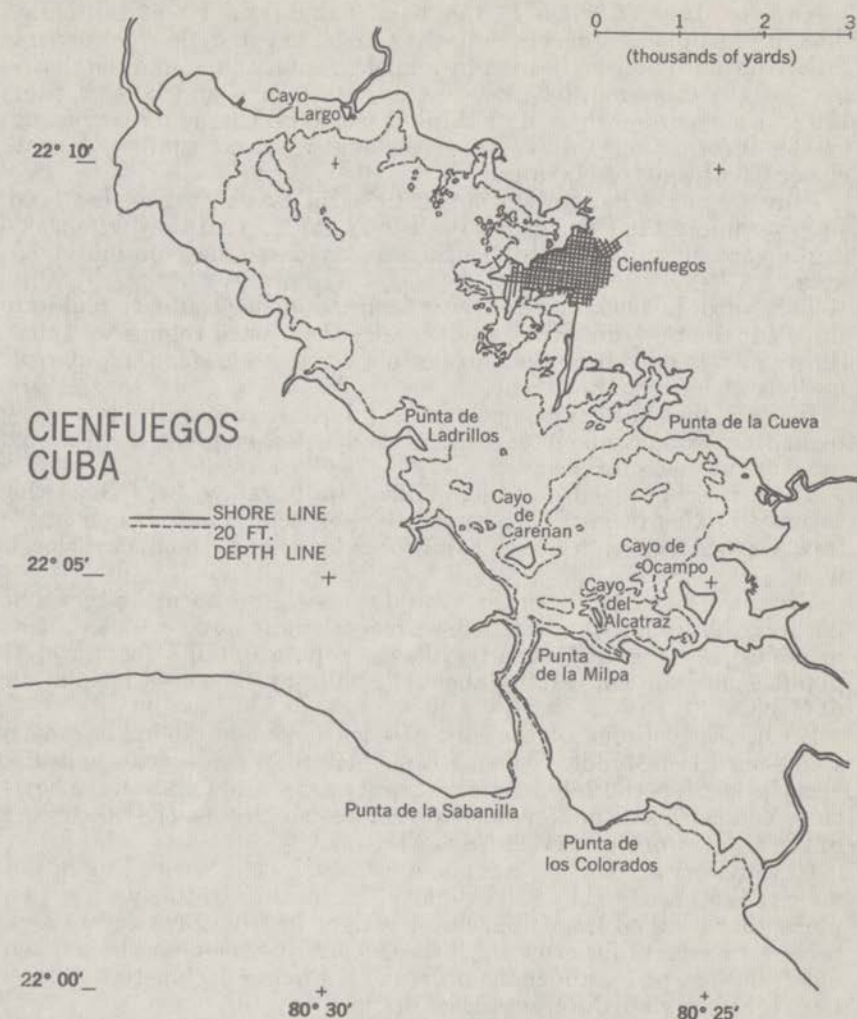 0 1 2 3
(thousands of yards)
Cayo
Largo
22° 10'
Cienfuegos
CIENFUEGOS
CUBA
Punta de
Ladrillos
Punta de la Cueva
SHORE LINE
20 FT.
DEPTH LINE
Cayo
de
Carenan
22° 05'
Cayo de
Ocampo
Cayo
del
Alcatraz
Punta
de la Milpa
Punta de la Sabanilla
Punta de
los Colorados
22° 00'
80° 30'
80° 25'